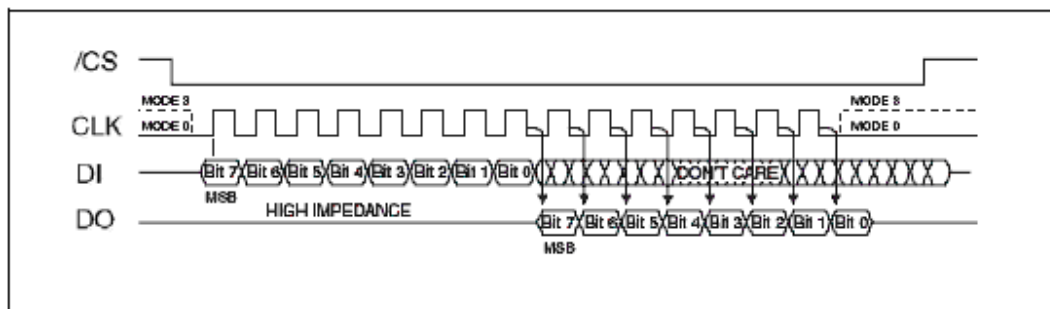 /CS
MODE 3 MODE 3
CLK MODE 0 MODE 0
DI Bit 7 Bit 6 Bit 5 Bit 4 Bit 3 Bit 2 Bit 1 Bit 0 DON'T CARE
MSB HIGH IMPEDANCE
DO Bit 7 Bit 6 Bit 5 Bit 4 Bit 3 Bit 2 Bit 1 Bit 0
MSB